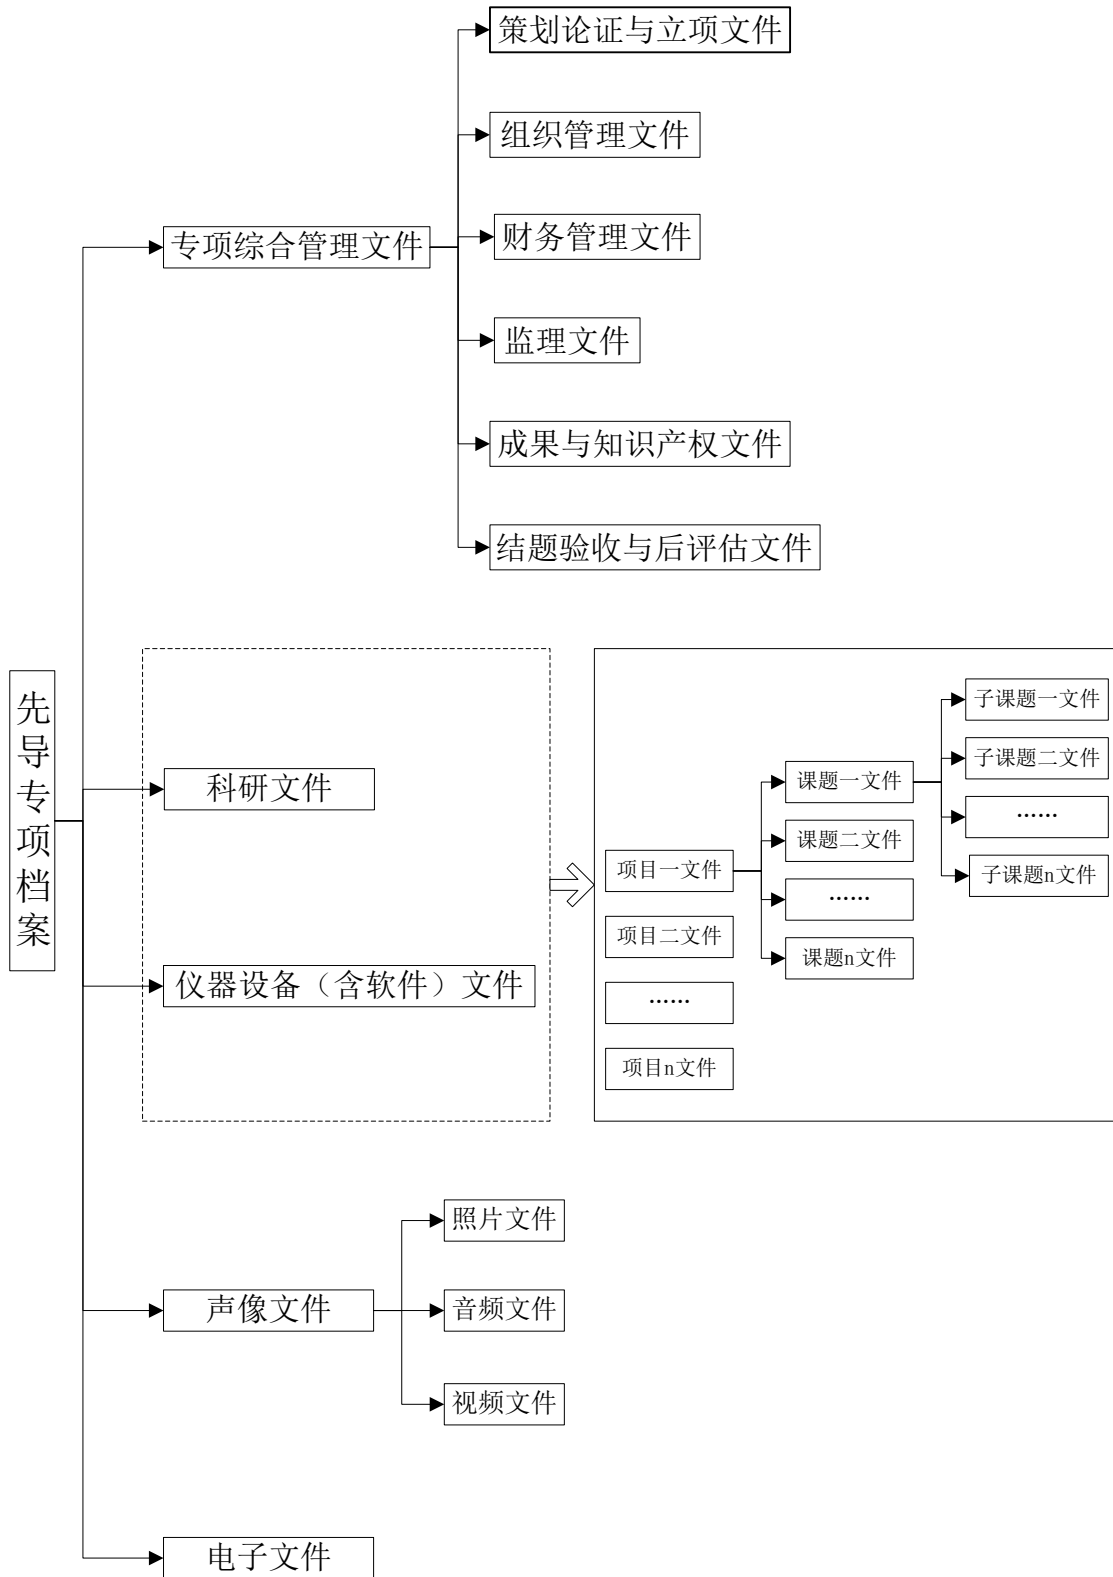 策划论证与立项文件
组织管理文件
专项综合管理文件
财务管理文件
监理文件
成果与知识产权文件
结题验收与后评估文件
先导专项档案
科研文件
仪器设备（含软件）文件
项目一文件
项目二文件
……
项目n文件
课题一文件
课题二文件
……
课题n文件
子课题一文件
子课题二文件
……
子课题n文件
声像文件
照片文件
音频文件
视频文件
电子文件